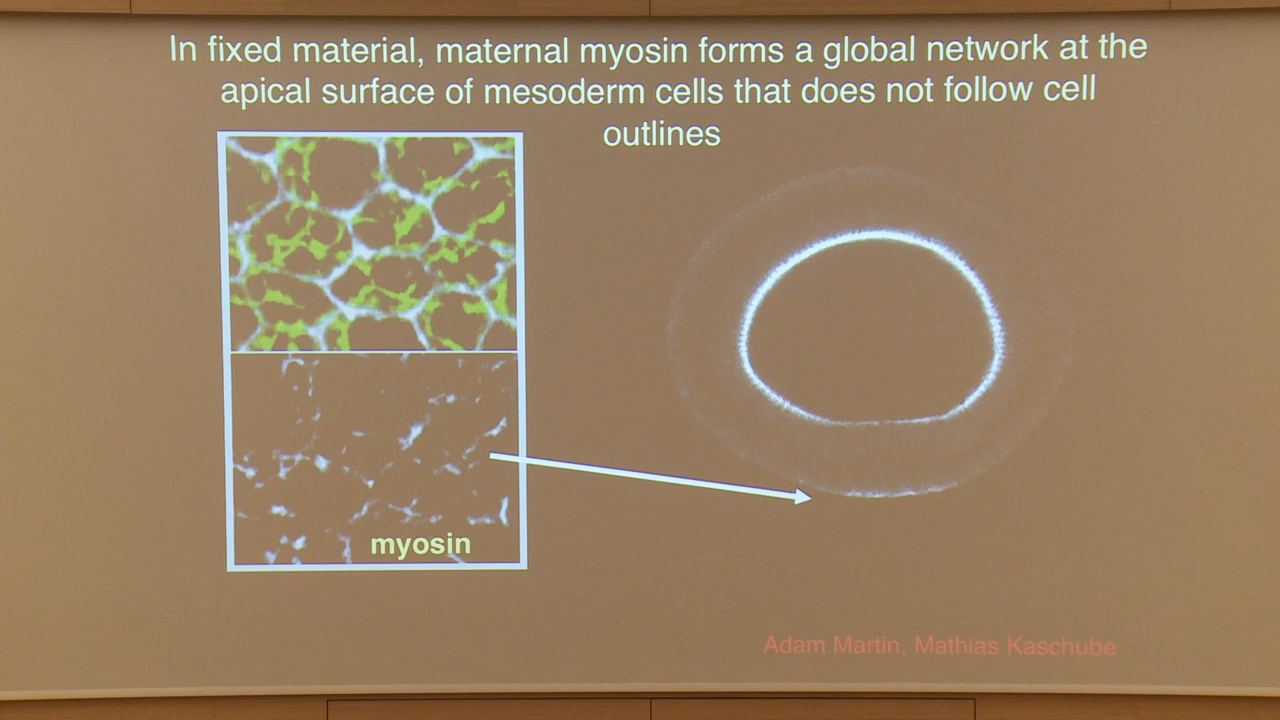 In fixed material, maternal myosin forms a global network at the
apical surface of mesoderm cells that does not follow cell
outlines
myosin
Adam Martin, Mathias Kaschube